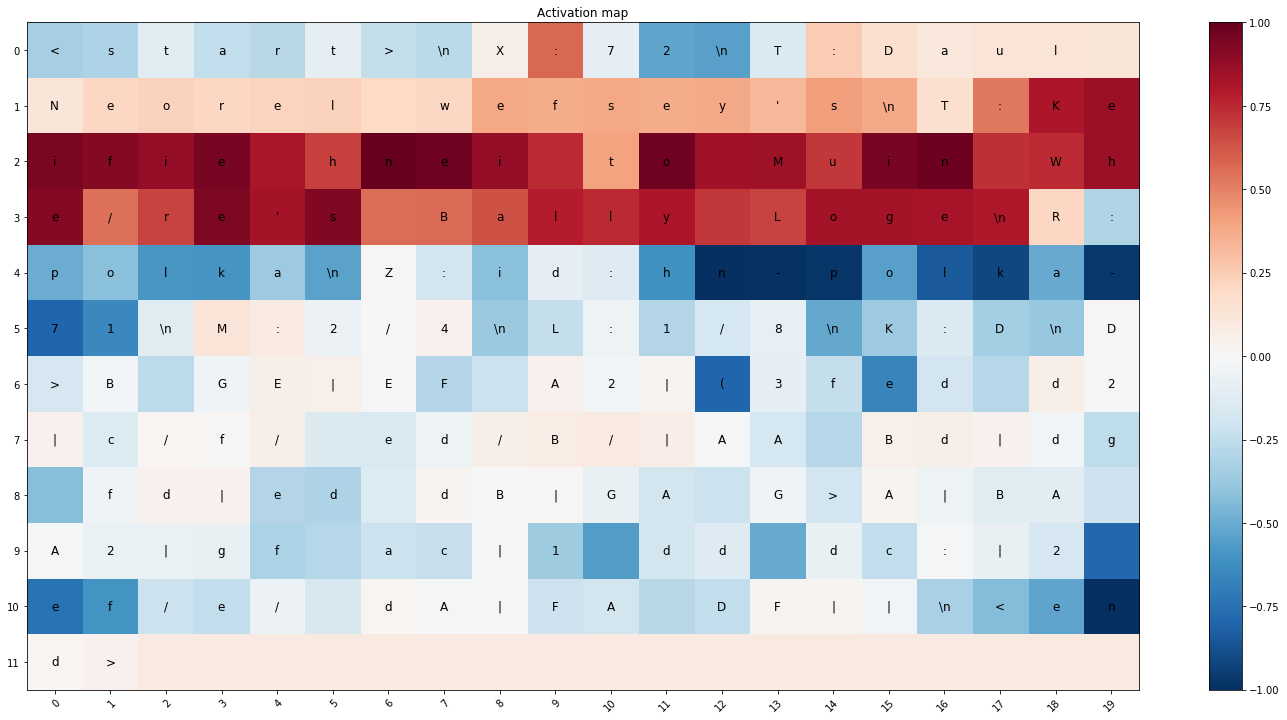 Activation map
0 < s t a r t > \n X : 7 2 \n T : D a u l
1 N e o r e l w e f s e y ' s \n T : K e
2 i f i e h n e i t o M u i n W h
3 e / r e ' s B a l l y L o g e \n R :
4 p o l k a \n Z : i d : h n - p o l k a -
5 7 1 \n M : 2 / 4 \n L : 1 / 8 \n K : D \n D
6 > B G E | E F A 2 | ( 3 f e d d 2
7 | c / f / e d / B / | A A B d | d g
8 f d | e d d B | G A G > A | B A
9 A 2 | g f a c | 1 d d d c : | 2
10 e f / e / d A | F A D F | | \n < e n
11 d >
0 1 2 3 4 5 6 7 8 9 10 11 12 13 14 15 16 17 18 19
1.00
0.75
0.50
0.25
0.00
−0.25
−0.50
−0.75
−1.00